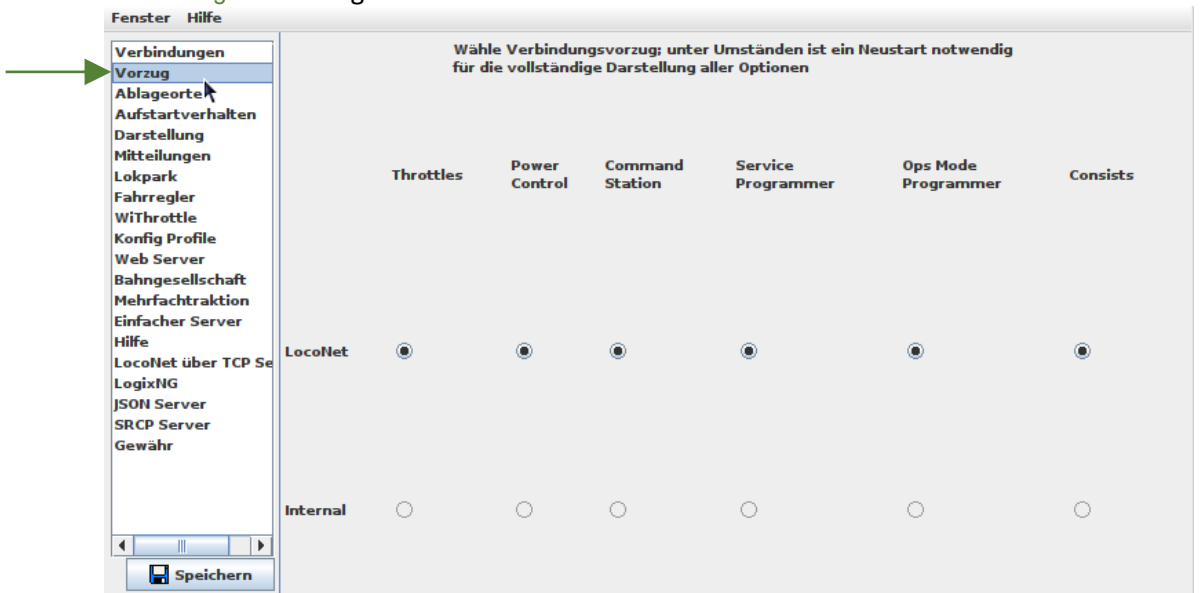 Fenster Hilfe
Verbindungen
Vorzug
Ablageorte
Aufstartverhalten
Darstellung
Mitteilungen
Lokpark
Fahrregler
WiThrottle
Konfig Profile
Web Server
Bahngesellschaft
Mehrfachtraktion
Einfacher Server
Hilfe
LocoNet über TCP Se
LogixNG
JSON Server
SRCP Server
Gewähr
Speichern
Wähle Verbindungsvorzug; unter Umständen ist ein Neustart notwendig
für die vollständige Darstellung aller Optionen
Throttles Power Control Command Station Service Programmer Ops Mode Programmer Consists
LocoNet
Internal